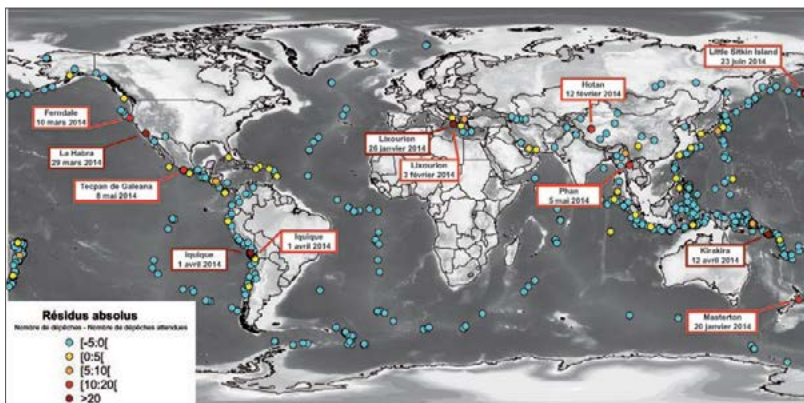 Little Sitkin Island
23 juin 2014
Hotan
12 février 2014
Ferndale
10 mars 2014
Lixourion
26 janvier 2014
La Habra
29 mars 2014
Lixourion
3 février 2014
Tecpan de Galeana
8 mai 2014
Phan
5 mai 2014
Iquique
1 avril 2014
Iquique
1 avril 2014
Kirakira
12 avril 2014
Masterton
20 janvier 2014
Résidus absolus
Nombre de dépêches - Nombre de dépêches attendues
[-5:0[
[0:5[
[5:10[
[10:20[
>20